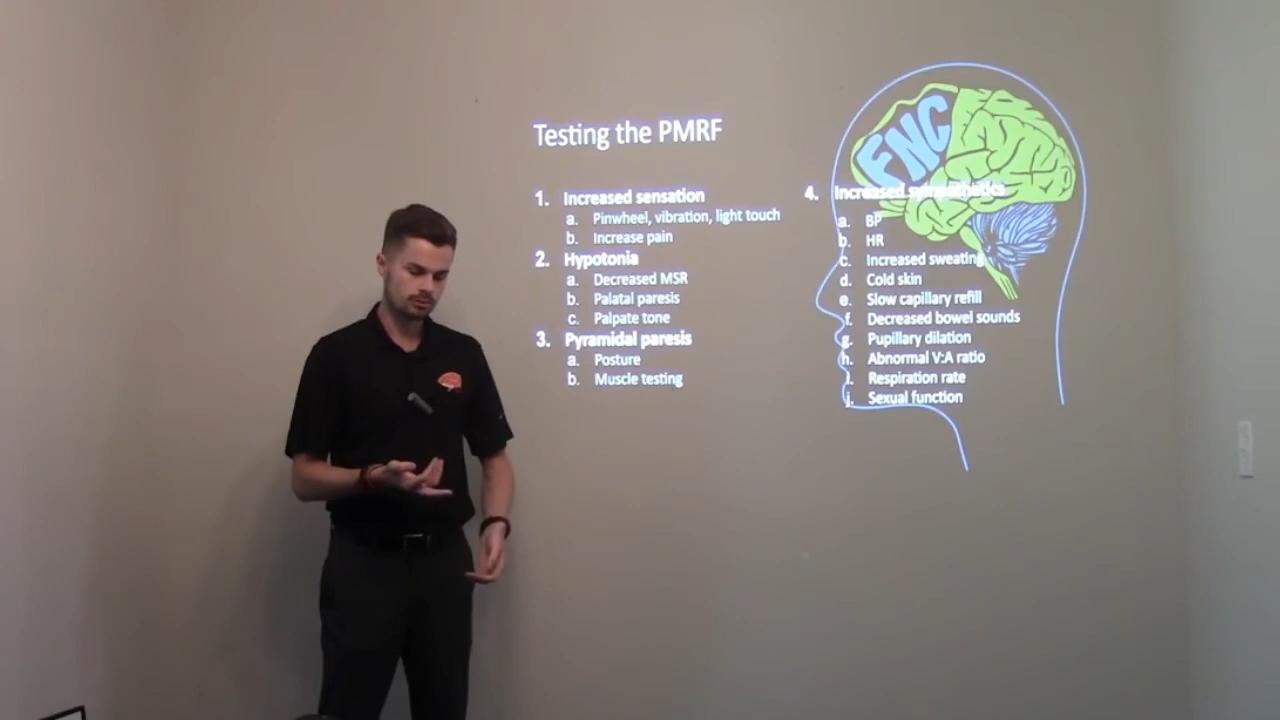 Testing the PMRF
1. Increased sensation
a. Pinwheel, vibration, light touch
b. Increase pain
2. Hypotonia
a. Decreased MSR
b. Palatal paresis
c. Palpate tone
3. Pyramidal paresis
a. Posture
b. Muscle testing
FNC
4. Increased sympathetics
a. BP
b. HR
c. Increased sweating
d. Cold skin
e. Slow capillary refill
f. Decreased bowel sounds
g. Pupillary dilation
h. Abnormal V:A ratio
i. Respiration rate
j. Sexual function